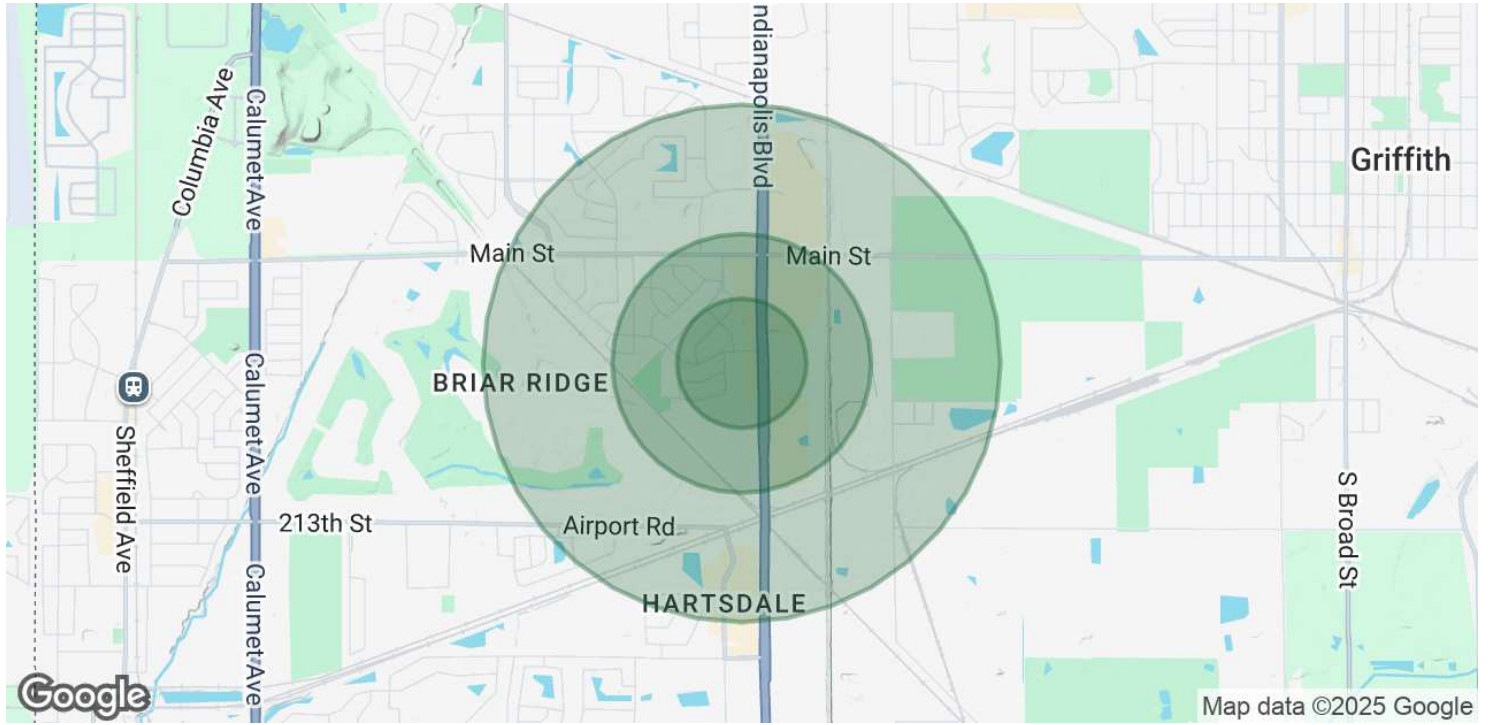 ndianapolis Blvd
Columbia Ave
Calumet Ave
Griffith
Main St
Main St
BRIAR RIDGE
Calumet Ave
Sheffield Ave
213th St
Airport Rd
S Broad St
Calumet Ave
HARTSDALE
Google
Map data ©2025 Google